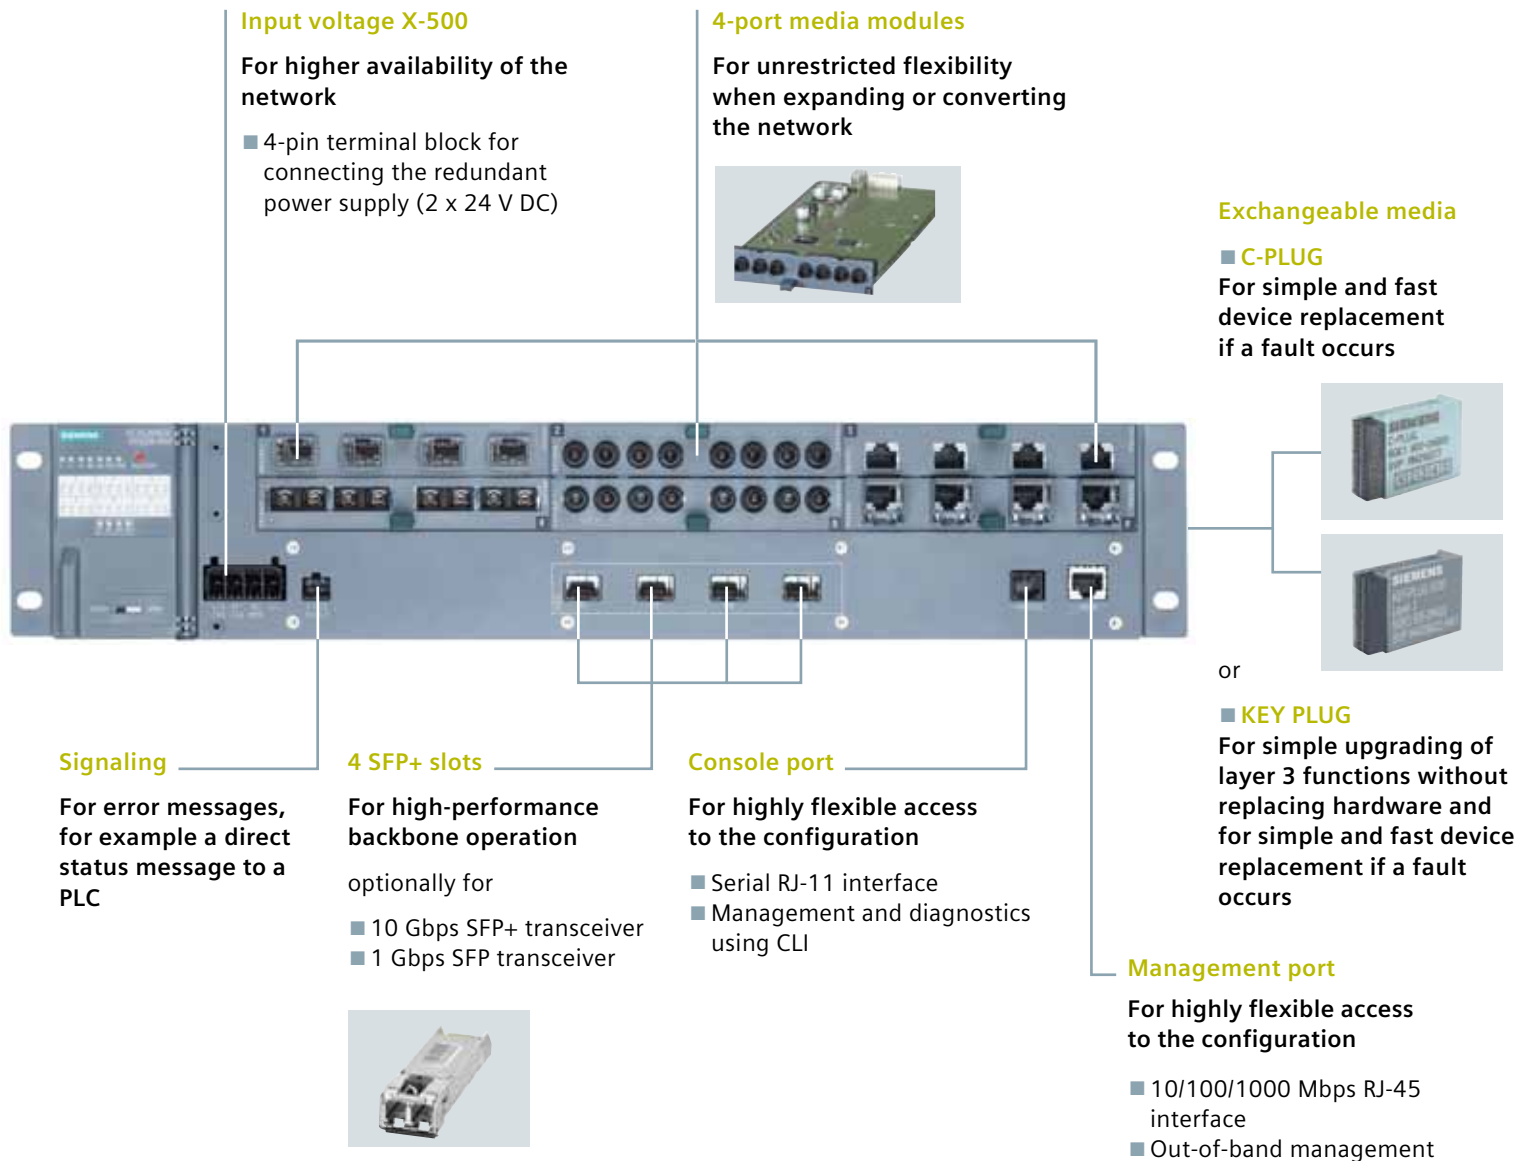 Input voltage X-500
For higher availability of the
network
■ 4-pin terminal block for
connecting the redundant
power supply (2 x 24 V DC)
4-port media modules
For unrestricted flexibility
when expanding or converting
the network
Exchangeable media
■ C-PLUG
For simple and fast
device replacement
if a fault occurs
SIEMENS
C-PLUG
SIEMENS
or
■ KEY PLUG
For simple upgrading of
layer 3 functions without
replacing hardware and
for simple and fast device
replacement if a fault
occurs
SIEMENS
Signaling
For error messages,
for example a direct
status message to a
PLC
4 SFP+ slots
For high-performance
backbone operation
optionally for
■ 10 Gbps SFP+ transceiver
■ 1 Gbps SFP transceiver
Console port
For highly flexible access
to the configuration
■ Serial RJ-11 interface
■ Management and diagnostics
using CLI
Management port
For highly flexible access
to the configuration
■ 10/100/1000 Mbps RJ-45
interface
■ Out-of-band management